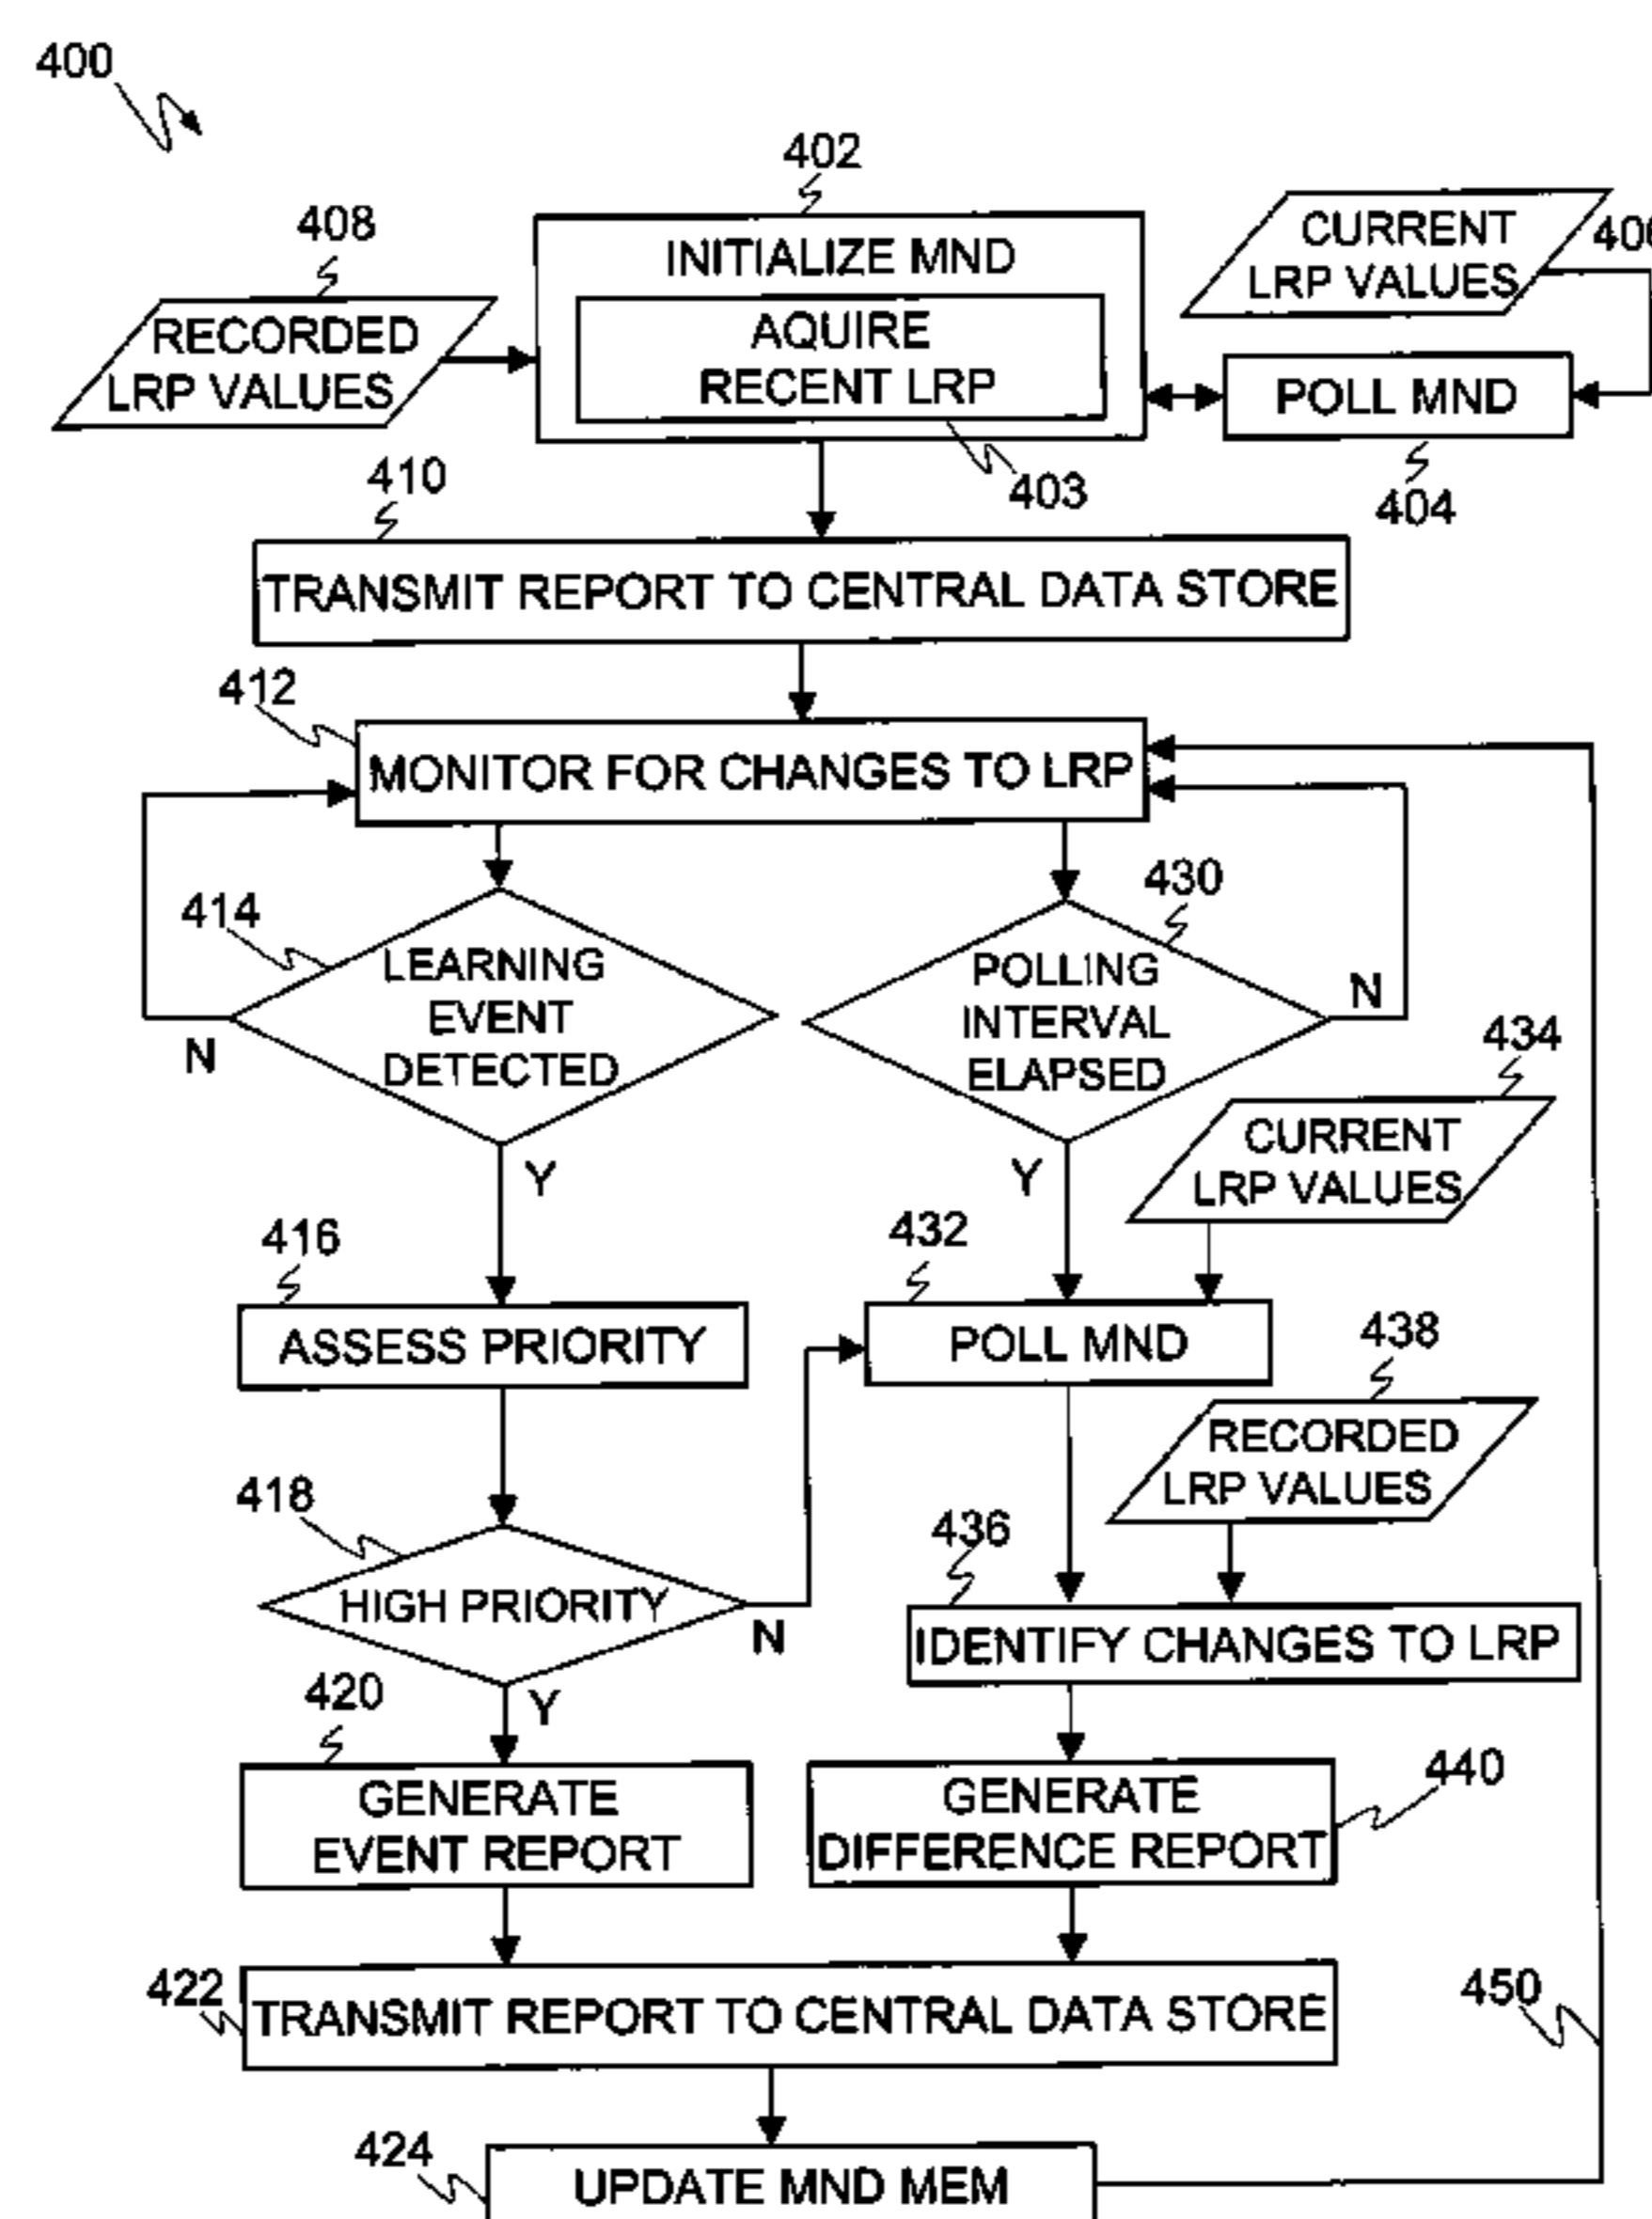 400
402
408
CURRENT
LRP VALUES
INITIALIZE MND
RECORDED
LRP VALUES
AQUIRE
RECENT LRP
POLL MND
403
404
410
TRANSMIT REPORT TO CENTRAL DATA STORE
412
MONITOR FOR CHANGES TO LRP
414
LEARNING
EVENT
DETECTED
N
Y
430
POLLING
INTERVAL
ELAPSED
N
Y
434
CURRENT
LRP VALUES
416
ASSESS PRIORITY
432
POLL MND
438
RECORDED
LRP VALUES
418
HIGH PRIORITY
N
Y
436
IDENTIFY CHANGES TO LRP
420
GENERATE
EVENT REPORT
GENERATE
DIFFERENCE REPORT
440
422
TRANSMIT REPORT TO CENTRAL DATA STORE
450
424
UPDATE MND MEM